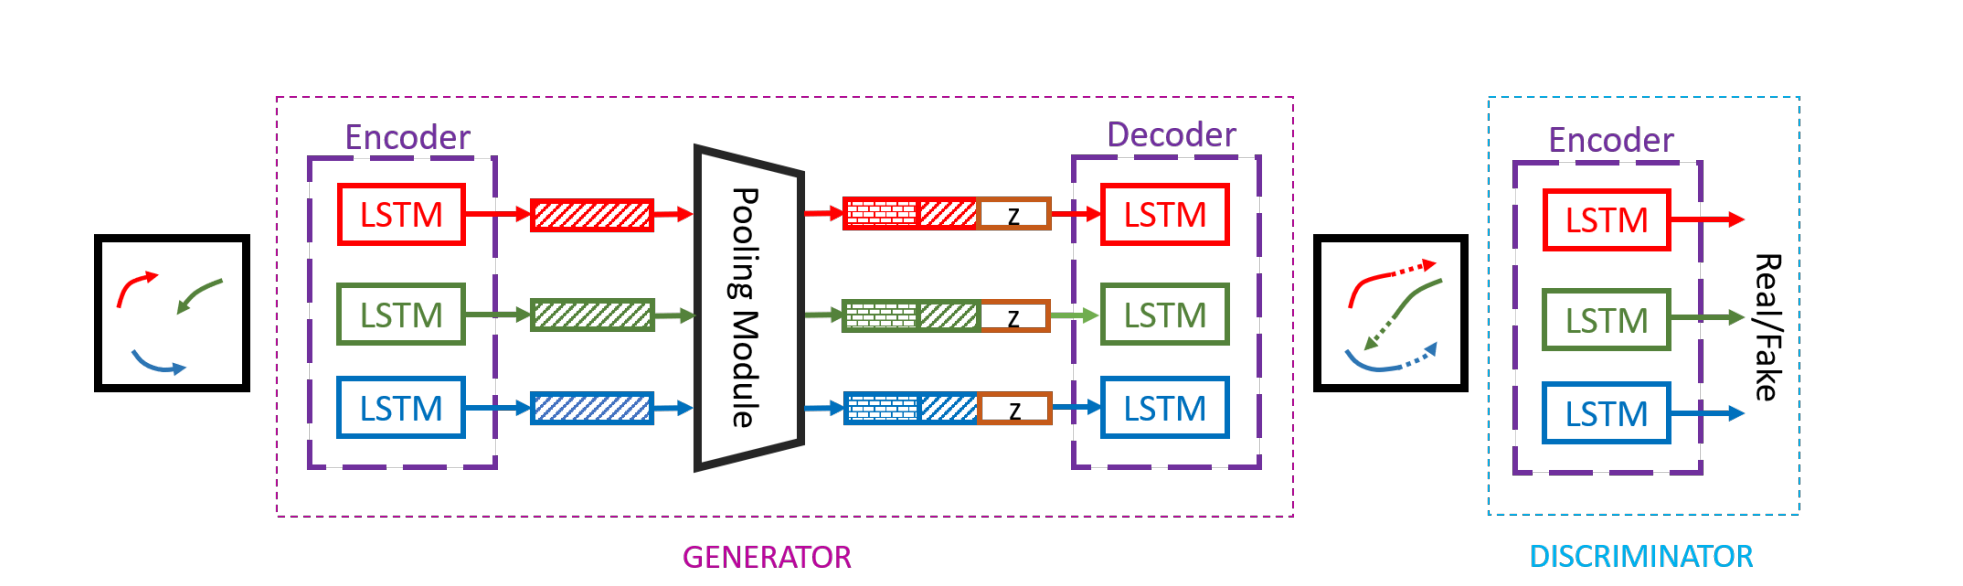 Encoder
LSTM
LSTM
LSTM
Pooling Module
z
z
z
Decoder
LSTM
LSTM
LSTM
GENERATOR
Encoder
LSTM
LSTM
LSTM
Real/Fake
DISCRIMINATOR